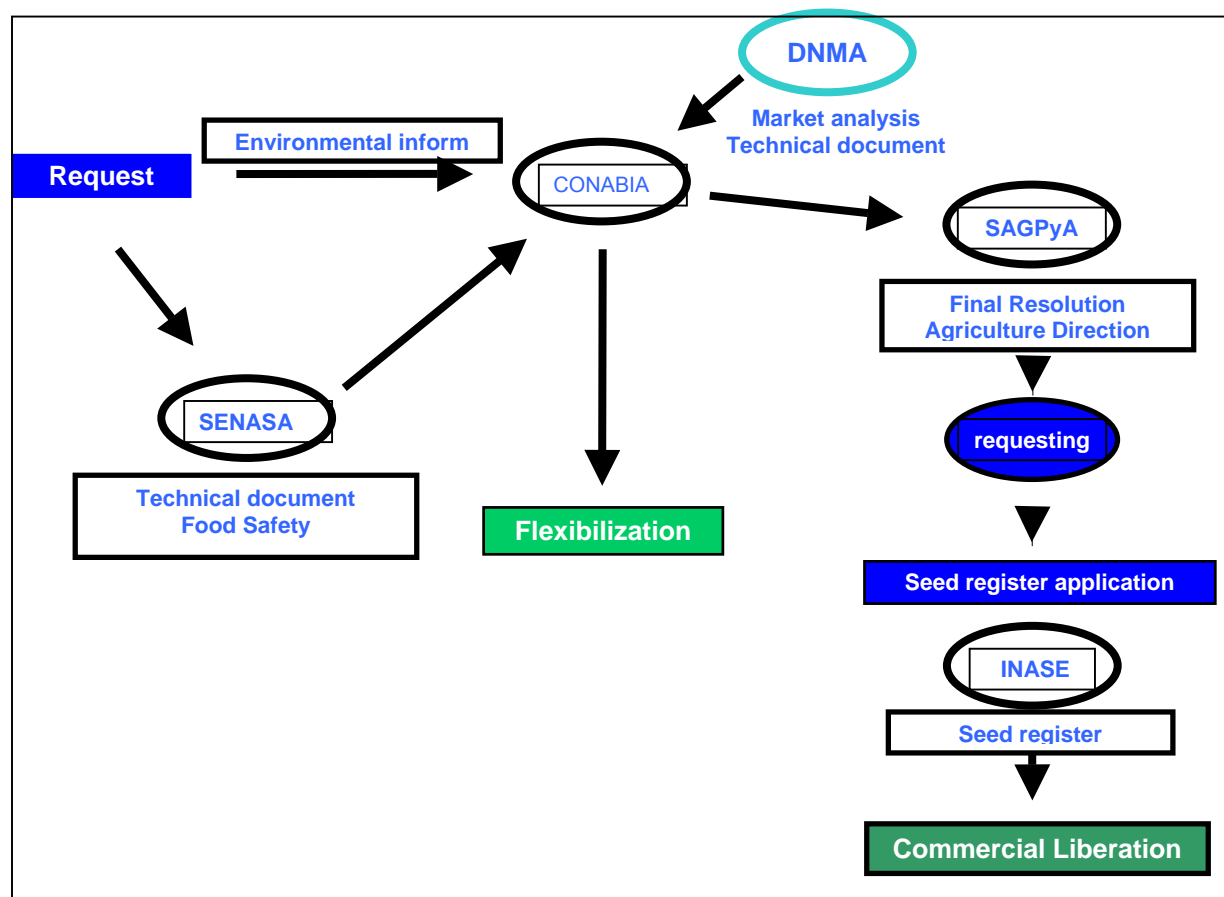 DNMA
Market analysis
Technical document
Environmental inform
Request
CONABIA
SAGPyA
Final Resolution
Agriculture Direction
SENASA
requesting
Technical document
Food Safety
Flexibilization
Seed register application
INASE
Seed register
Commercial Liberation